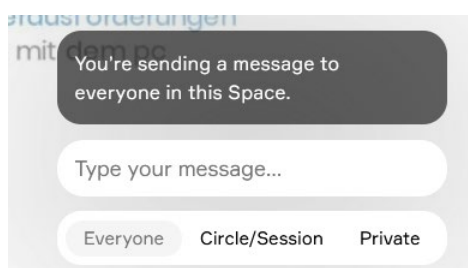 mit dem pc
You're sending a message to
everyone in this Space.
Type your message...
Everyone Circle/Session Private